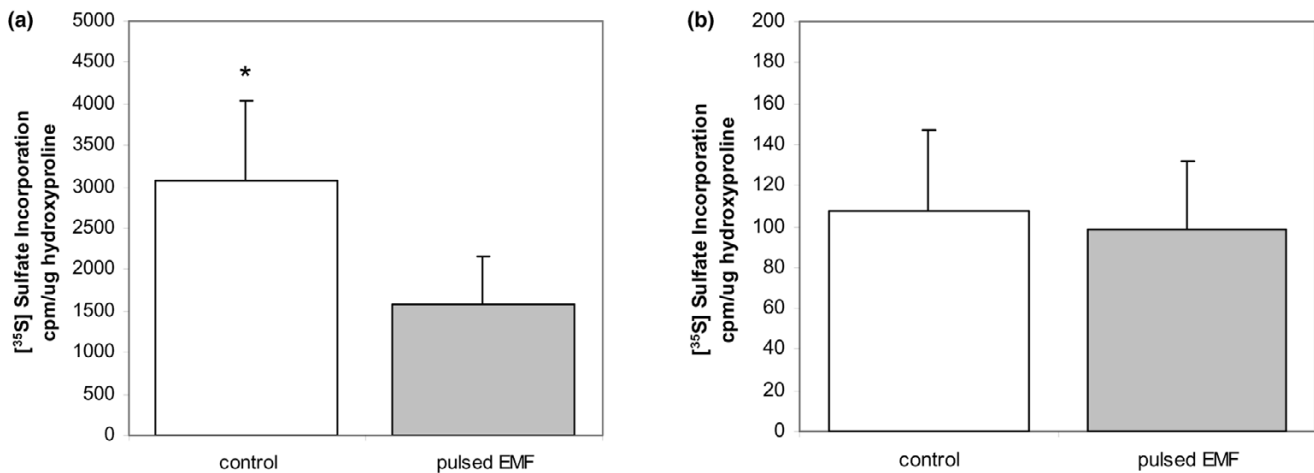 (a)
[³⁵S] Sulfate Incorporation
cpm/ug hydroxyproline
5000
4500
4000
3500
3000
2500
2000
1500
1000
500
0
*
control
pulsed EMF
(b)
[³⁵S] Sulfate Incorporation
cpm/ug hydroxyproline
200
180
160
140
120
100
80
60
40
20
0
control
pulsed EMF